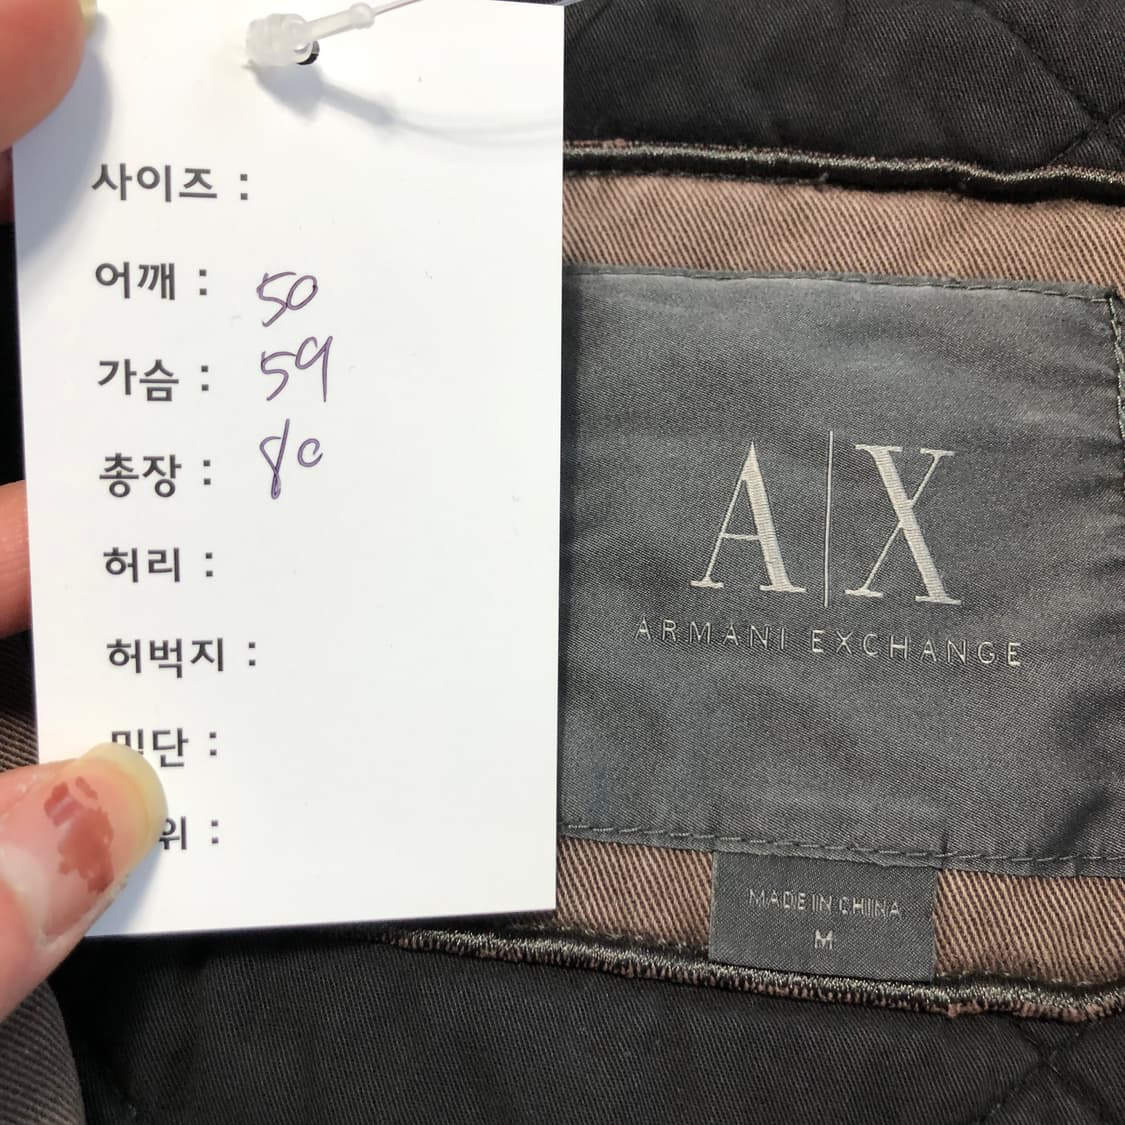 사이즈 :
어깨 : 50
가슴 : 59
총장 : 80
허리 :
허벅지 :
밑단 :
위 :
A|X
ARMANI EXCHANGE
MADE IN CHINA
M